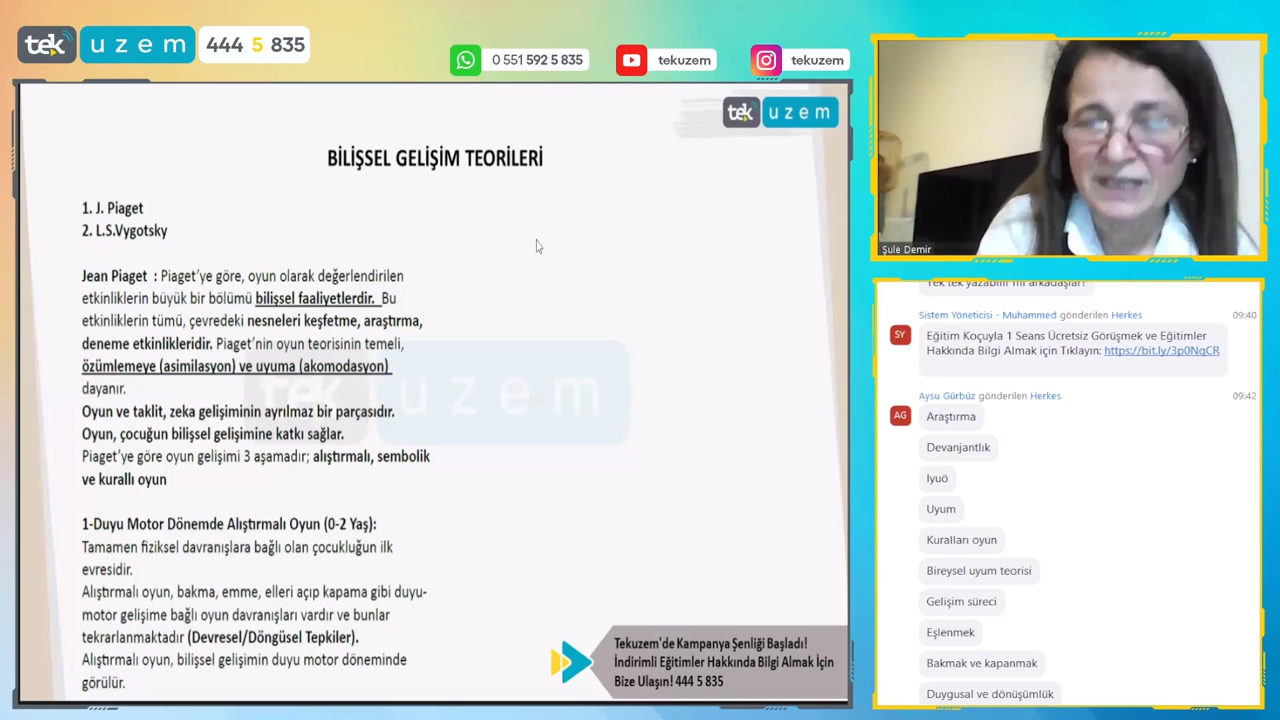 tek uzem 444 5 835
0 551 592 5 835
tekuzem
tekuzem
tek uzem
BİLİŞSEL GELİŞİM TEORİLERİ
1. J. Piaget
2. L.S.Vygotsky
Jean Piaget : Piaget'ye göre, oyun olarak değerlendirilen
etkinliklerin büyük bir bölümü bilişsel faaliyetlerdir. Bu
etkinliklerin tümü, çevredeki nesneleri keşfetme, araştırma,
deneme etkinlikleridir. Piaget'nin oyun teorisinin temeli,
özümlemeye (asimilasyon) ve uyuma (akomodasyon)
dayanır.
Oyun ve taklit, zeka gelişiminin ayrılmaz bir parçasıdır.
Oyun, çocuğun bilişsel gelişimine katkı sağlar.
Piaget'ye göre oyun gelişimi 3 aşamadır; alıştırmalı, sembolik
ve kurallı oyun
1-Duyu Motor Dönemde Alıştırmalı Oyun (0-2 Yaş):
Tamamen fiziksel davranışlara bağlı olan çocukluğun ilk
evresidir.
Alıştırmalı oyun, bakma, emme, elleri açıp kapama gibi duyu-
motor gelişime bağlı oyun davranışları vardır ve bunlar
tekrarlanmaktadır (Devresel/Döngüsel Tepkiler).
Alıştırmalı oyun, bilişsel gelişimin duyu motor döneminde
görülür.
tek uzem
Tekuzem'de Kampanya Şenliği Başladı!
İndirimli Eğitimler Hakkında Bilgi Almak İçin
Bize Ulaşın! 444 5 835
Şule Demir
Tek tek yazabilir mi arkadaşlar?
Sistem Yöneticisi - Muhammed gönderilen Herkes 09:40
SY
Eğitim Koçuyla 1 Seans Ücretsiz Görüşmek ve Eğitimler
Hakkında Bilgi Almak için Tıklayın: https://bit.ly/3p0NqCR
Aysu Gürbüz gönderilen Herkes 09:42
AG
Araştırma
Devanjantlık
Iyuö
Uyum
Kuralları oyun
Bireysel uyum teorisi
Gelişim süreci
Eşlenmek
Bakmak ve kapanmak
Duygusal ve dönüşümlük